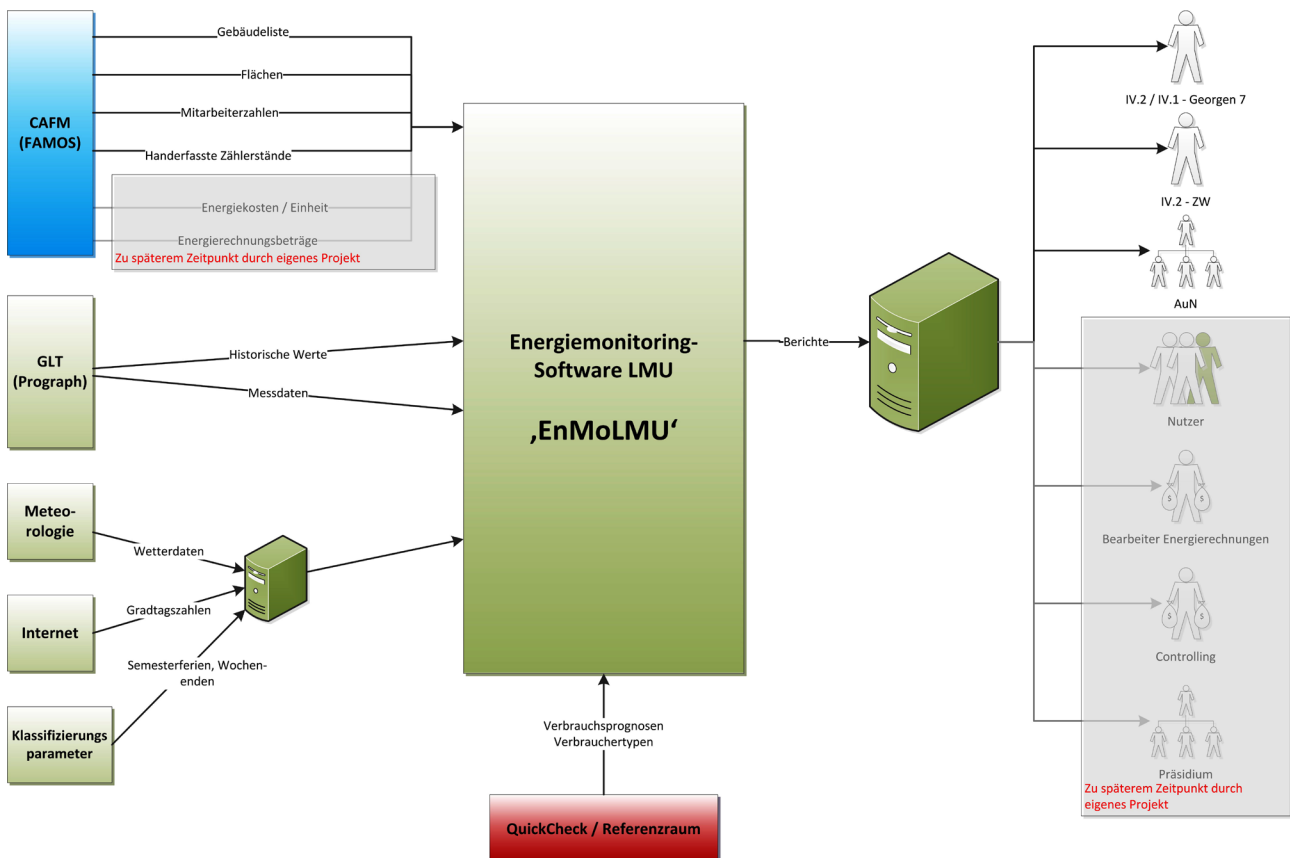 CAFM
(FAMOS)
Gebäudeliste
Flächen
Mitarbeiterzahlen
Handerfasste Zählerstände
Energiekosten / Einheit
Energierechnungsbeträge
Zu späterem Zeitpunkt durch eigenes Projekt
GLT
(Prograph)
Historische Werte
Messdaten
Meteo-
rologie
Wetterdaten
Internet
Gradtagszahlen
Semesterferien, Wochen-
enden
Klassifizierungs
parameter
Energiemonitoring-
Software LMU
‚EnMoLMU‘
Verbrauchsprognosen
Verbrauchertypen
QuickCheck / Referenzraum
Berichte
IV.2 / IV.1 - Georgen 7
IV.2 - ZW
AuN
Nutzer
$ $
Bearbeiter Energierechnungen
$ $
Controlling
Präsidium
Zu späterem Zeitpunkt durch
eigenes Projekt